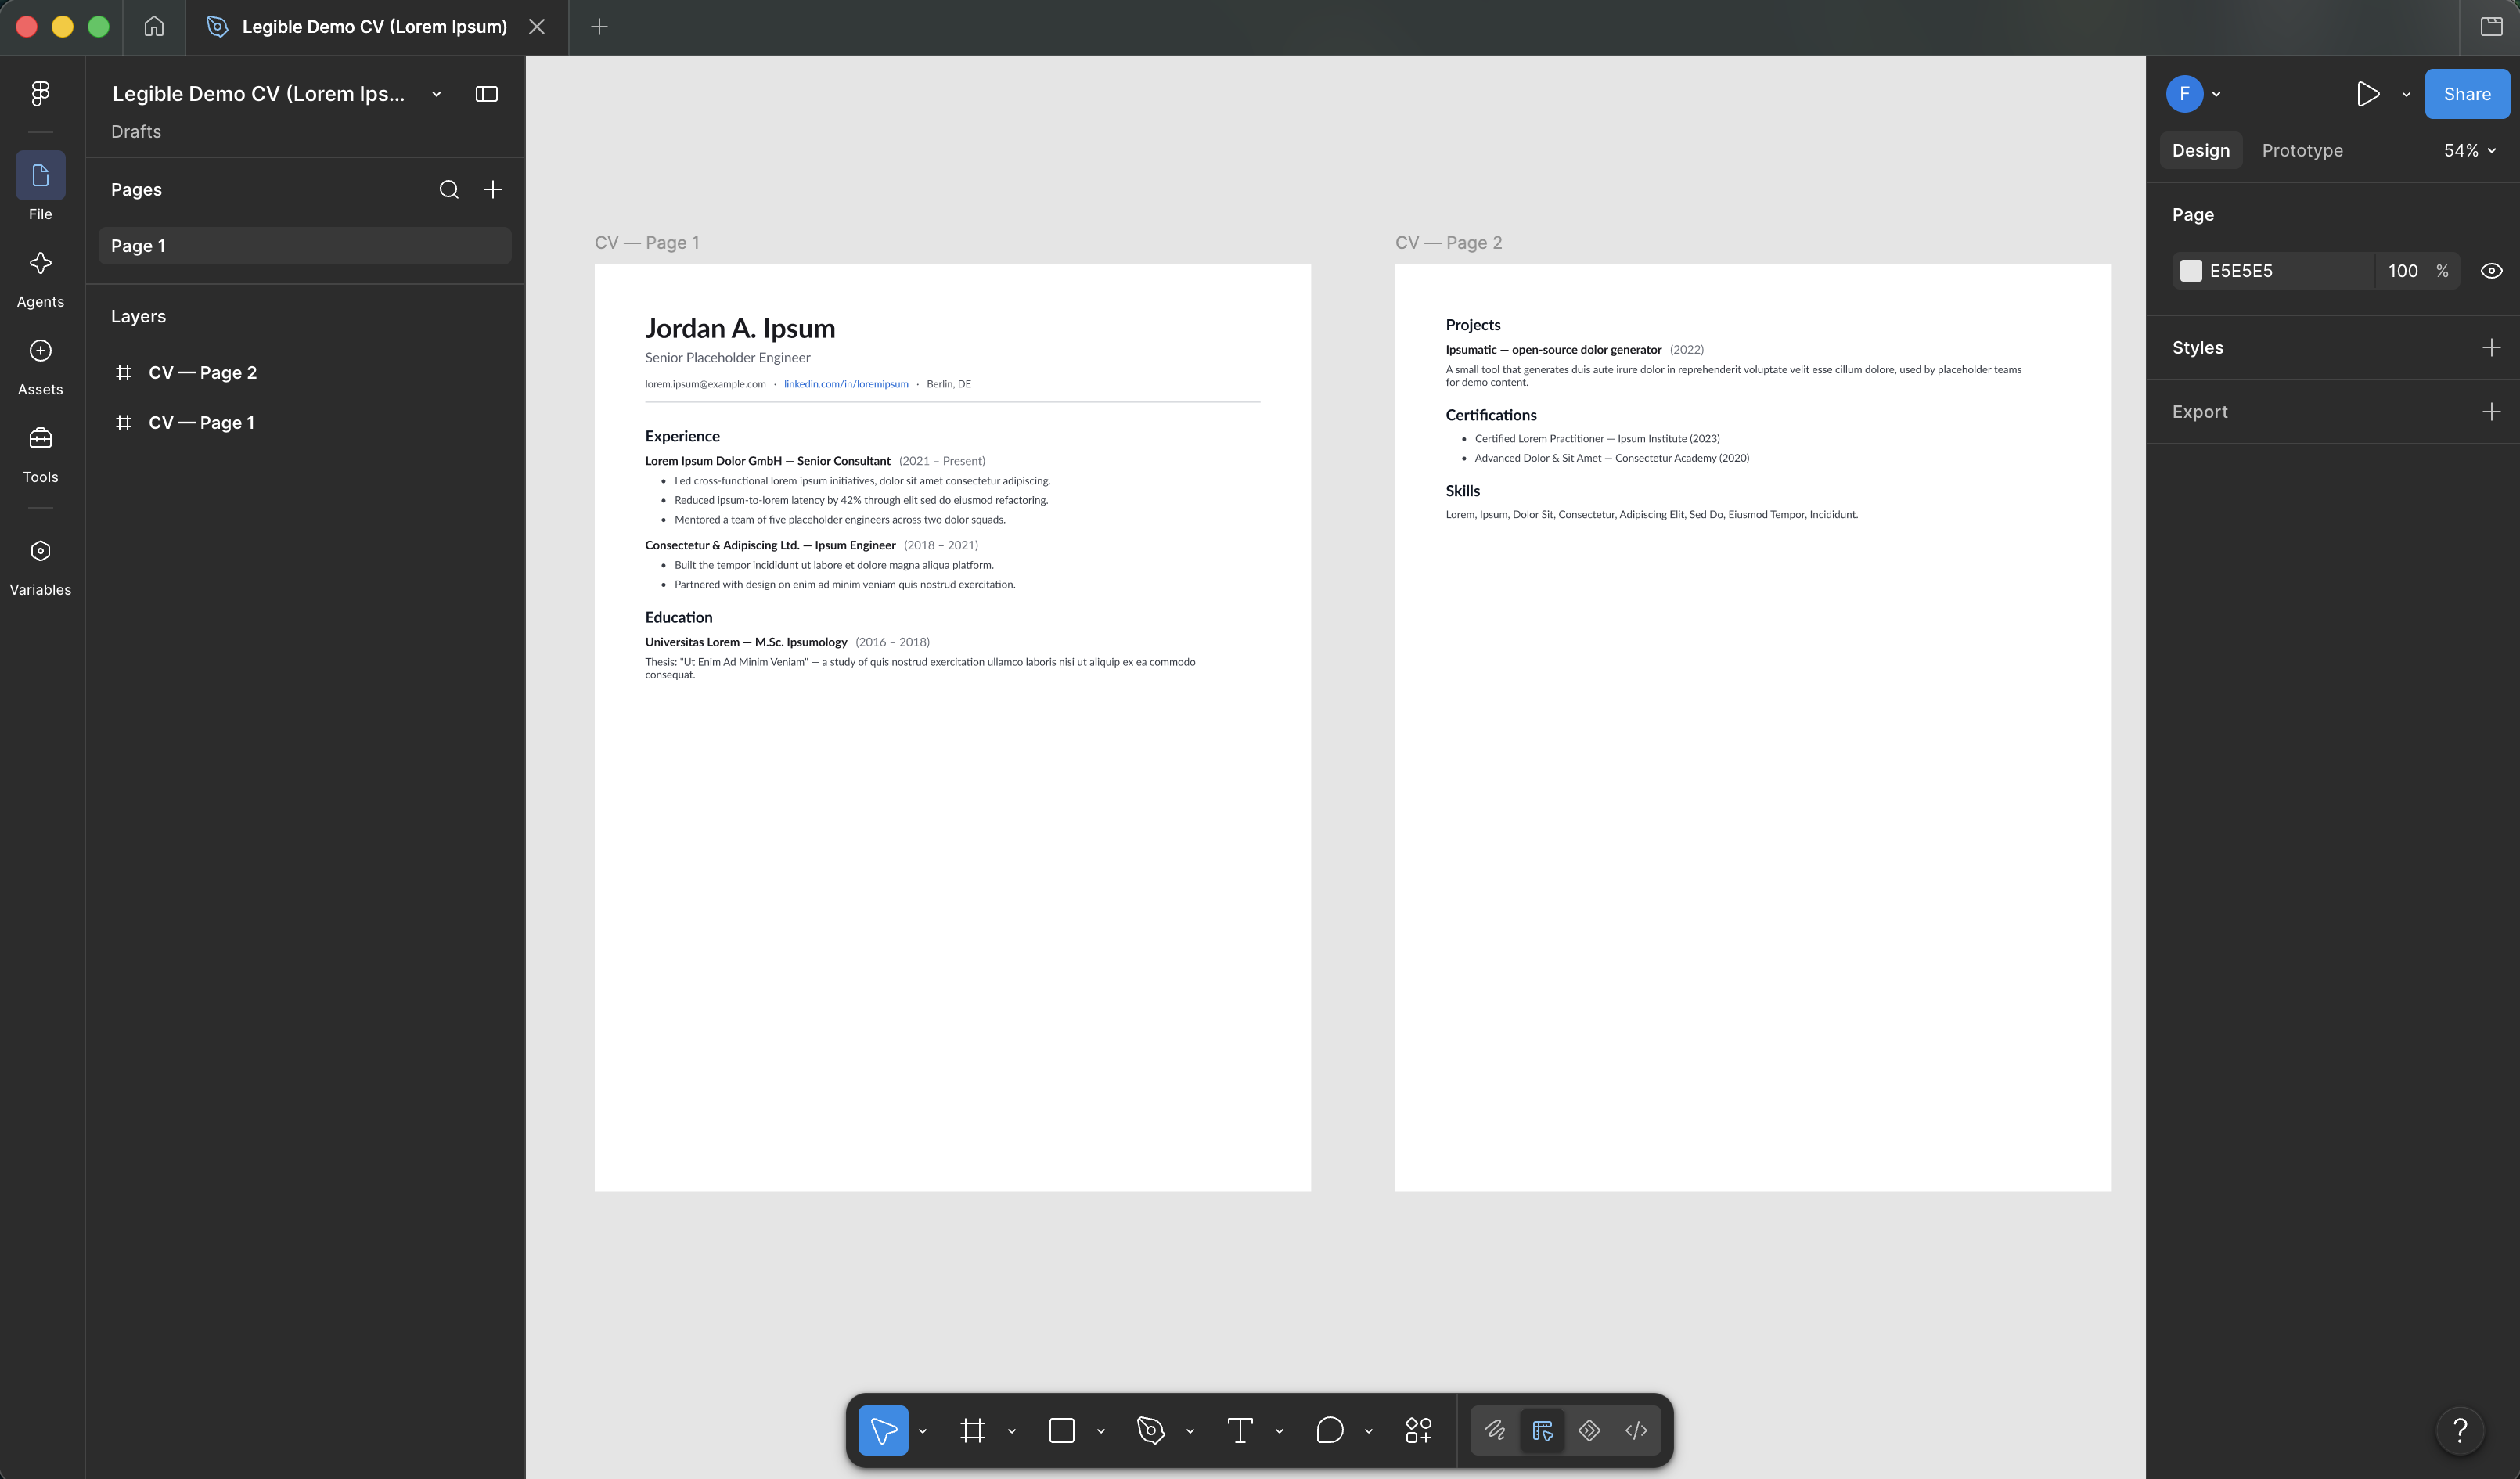 Legible Demo CV (Lorem Ipsum)
Legible Demo CV (Lorem Ips...
Drafts
File
Agents
Assets
Tools
Variables
Pages
Page 1
Layers
CV — Page 2
CV — Page 1
CV — Page 1
Jordan A. Ipsum
Senior Placeholder Engineer
lorem.ipsum@example.com · linkedin.com/in/loremipsum · Berlin, DE
Experience
Lorem Ipsum Dolor GmbH — Senior Consultant (2021 – Present)
• Led cross-functional lorem ipsum initiatives, dolor sit amet consectetur adipiscing.
• Reduced ipsum-to-lorem latency by 42% through elit sed do eiusmod refactoring.
• Mentored a team of five placeholder engineers across two dolor squads.
Consectetur & Adipiscing Ltd. — Ipsum Engineer (2018 – 2021)
• Built the tempor incididunt ut labore et dolore magna aliqua platform.
• Partnered with design on enim ad minim veniam quis nostrud exercitation.
Education
Universitas Lorem — M.Sc. Ipsumology (2016 – 2018)
Thesis: "Ut Enim Ad Minim Veniam" — a study of quis nostrud exercitation ullamco laboris nisi ut aliquip ex ea commodo
consequat.
CV — Page 2
Projects
Ipsumatic — open-source dolor generator (2022)
A small tool that generates duis aute irure dolor in reprehenderit voluptate velit esse cillum dolore, used by placeholder teams
for demo content.
Certifications
• Certified Lorem Practitioner — Ipsum Institute (2023)
• Advanced Dolor & Sit Amet — Consectetur Academy (2020)
Skills
Lorem, Ipsum, Dolor Sit, Consectetur, Adipiscing Elit, Sed Do, Eiusmod Tempor, Incididunt.
F
Share
Design
Prototype
54%
Page
E5E5E5
100 %
Styles
Export
?